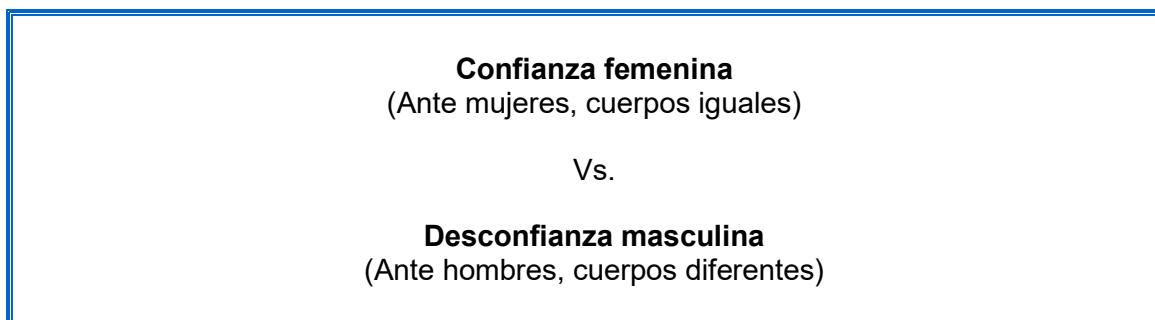 Confianza femenina
(Ante mujeres, cuerpos iguales)
Vs.
Desconfianza masculina
(Ante hombres, cuerpos diferentes)